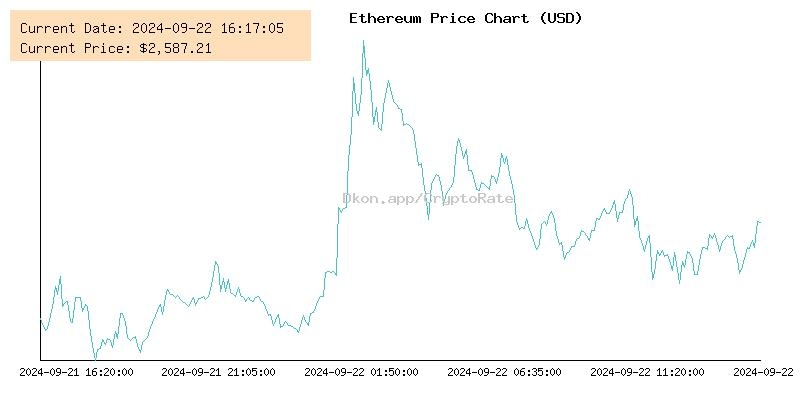 Ethereum Price Chart (USD)
Current Date: 2024-09-22 16:17:05
Current Price: $2,587.21
Dkon.app/CryptoRate
2024-09-21 16:20:00 2024-09-21 21:05:00 2024-09-22 01:50:00 2024-09-22 06:35:00 2024-09-22 11:20:00 2024-09-22